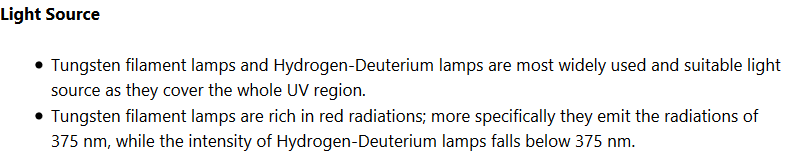 Light Source
• Tungsten filament lamps and Hydrogen-Deuterium lamps are most widely used and suitable light
source as they cover the whole UV region.
• Tungsten filament lamps are rich in red radiations; more specifically they emit the radiations of
375 nm, while the intensity of Hydrogen-Deuterium lamps falls below 375 nm.